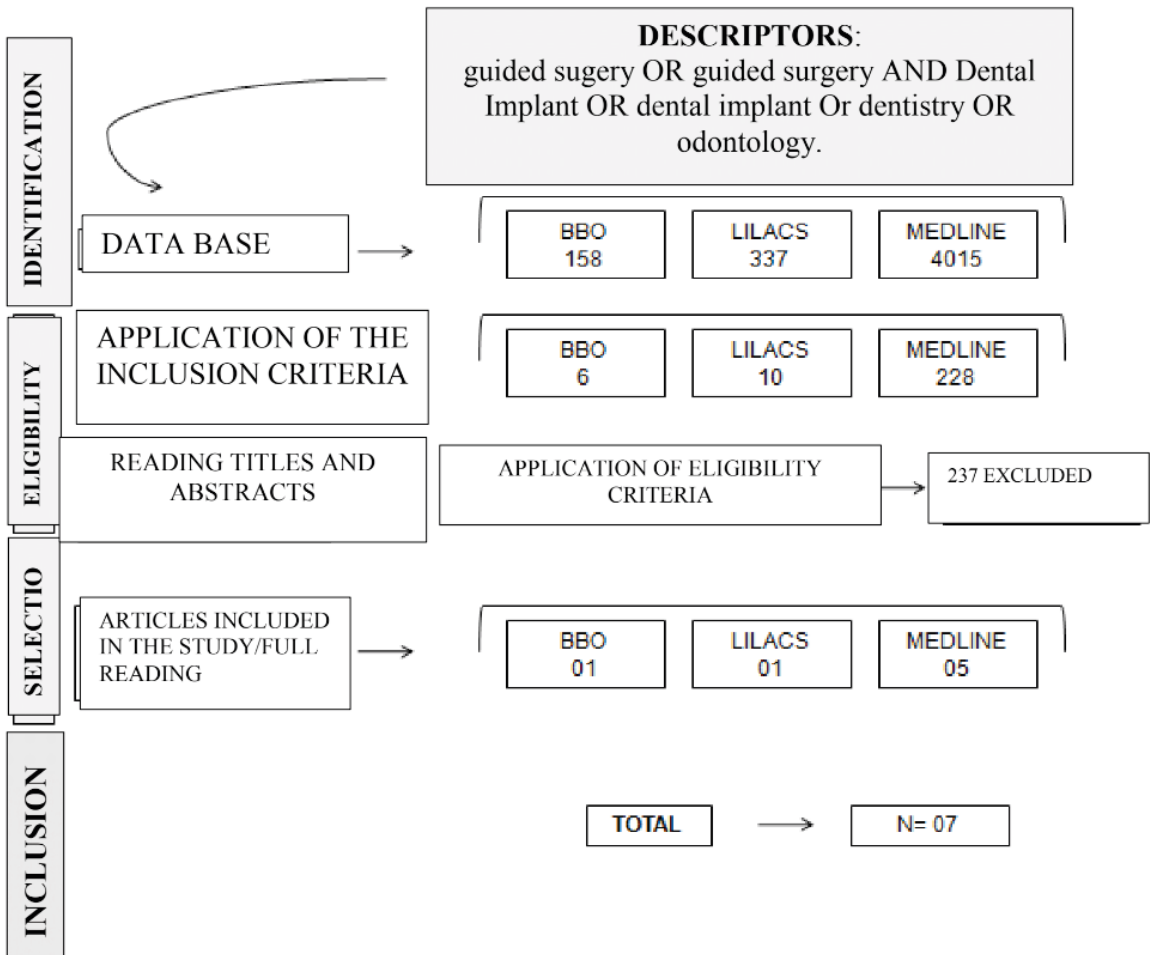 IDENTIFICATION
DESCRIPTORS:
guided sugery OR guided surgery AND Dental
Implant OR dental implant Or dentistry OR
odontology.
DATA BASE
BBO
158
LILACS
337
MEDLINE
4015
ELIGIBILITY
APPLICATION OF THE
INCLUSION CRITERIA
BBO
6
LILACS
10
MEDLINE
228
READING TITLES AND
ABSTRACTS
APPLICATION OF ELIGIBILITY
CRITERIA
237 EXCLUDED
SELECTIO
ARTICLES INCLUDED
IN THE STUDY/FULL
READING
BBO
01
LILACS
01
MEDLINE
05
INCLUSION
TOTAL
N= 07